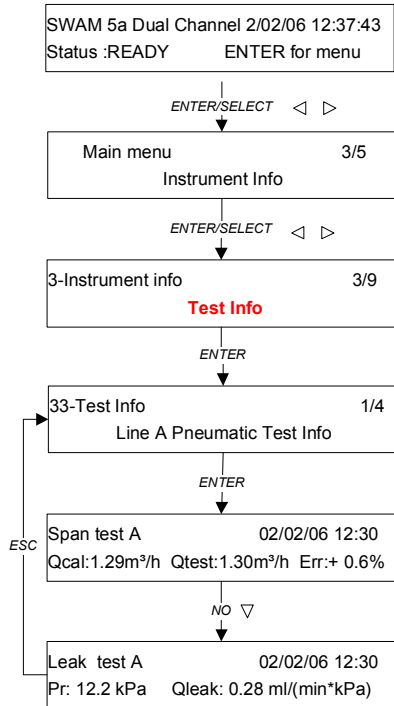 SWAM 5a Dual Channel 2/02/06 12:37:43
Status :READY ENTER for menu
ENTER/SELECT
Main menu 3/5
Instrument Info
ENTER/SELECT
3-Instrument info 3/9
Test Info
ENTER
33-Test Info 1/4
Line A Pneumatic Test Info
ENTER
Span test A 02/02/06 12:30
Qcal:1.29m³/h Qtest:1.30m³/h Err:+ 0.6%
ESC
NO
Leak test A 02/02/06 12:30
Pr: 12.2 kPa Qleak: 0.28 ml/(min*kPa)